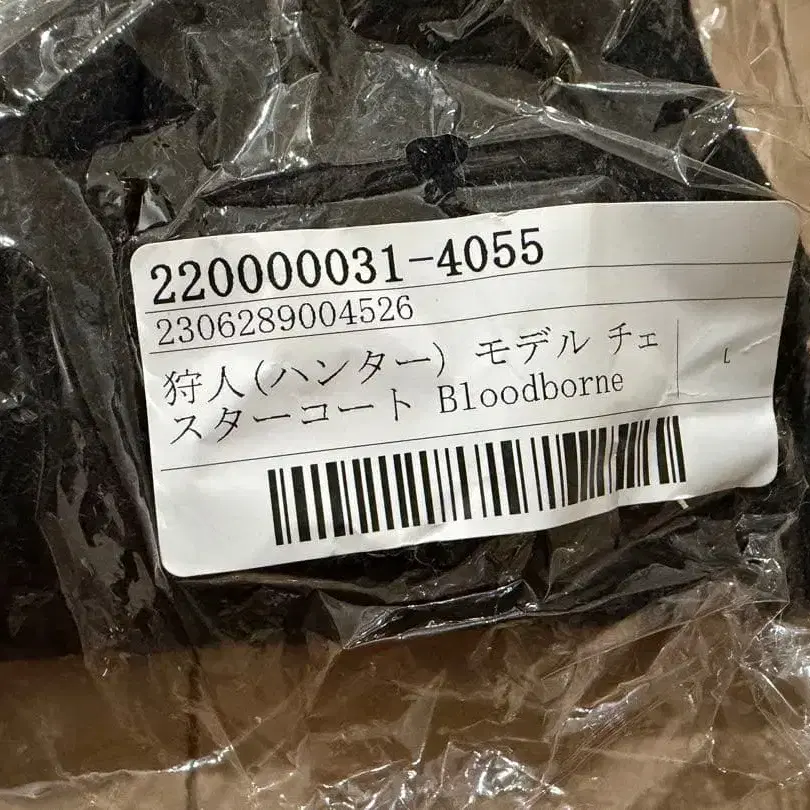 220000031-4055
2306289004526
狩人(ハンター) モデル チェ
スターコート Bloodborne
L